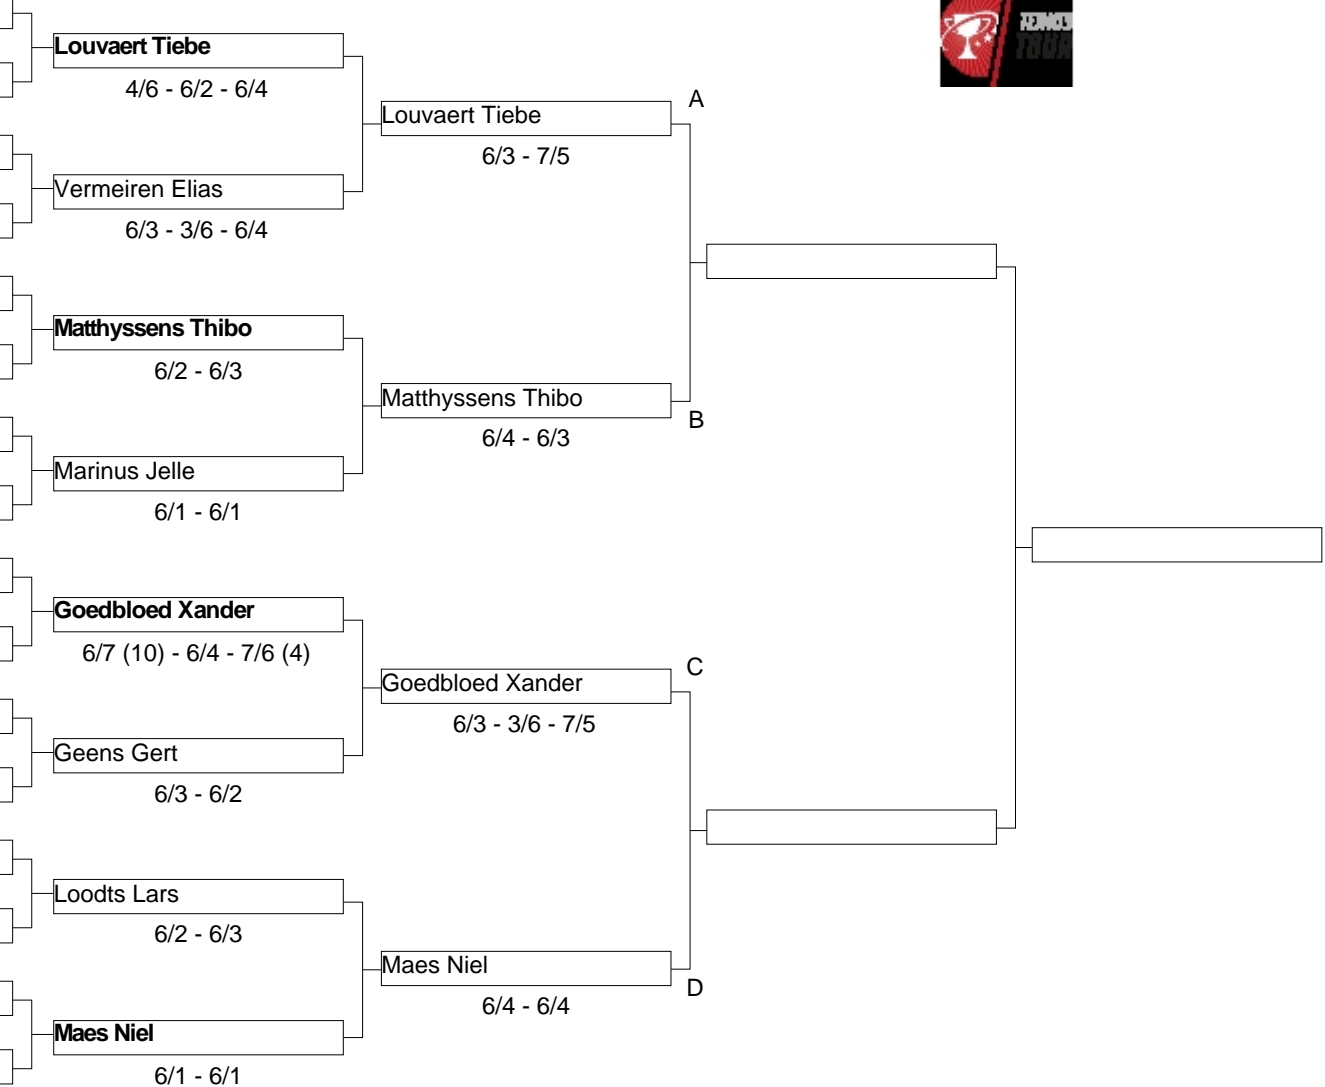 Louvaert Tiebe
4/6 - 6/2 - 6/4
A
Louvaert Tiebe
6/3 - 7/5
Vermeiren Elias
6/3 - 3/6 - 6/4
Matthyssens Thibo
6/2 - 6/3
Matthyssens Thibo
B
6/4 - 6/3
Marinus Jelle
6/1 - 6/1
Goedbloed Xander
6/7 (10) - 6/4 - 7/6 (4)
C
Goedbloed Xander
6/3 - 3/6 - 7/5
Geens Gert
6/3 - 6/2
Loodts Lars
6/2 - 6/3
Maes Niel
D
6/4 - 6/4
Maes Niel
6/1 - 6/1